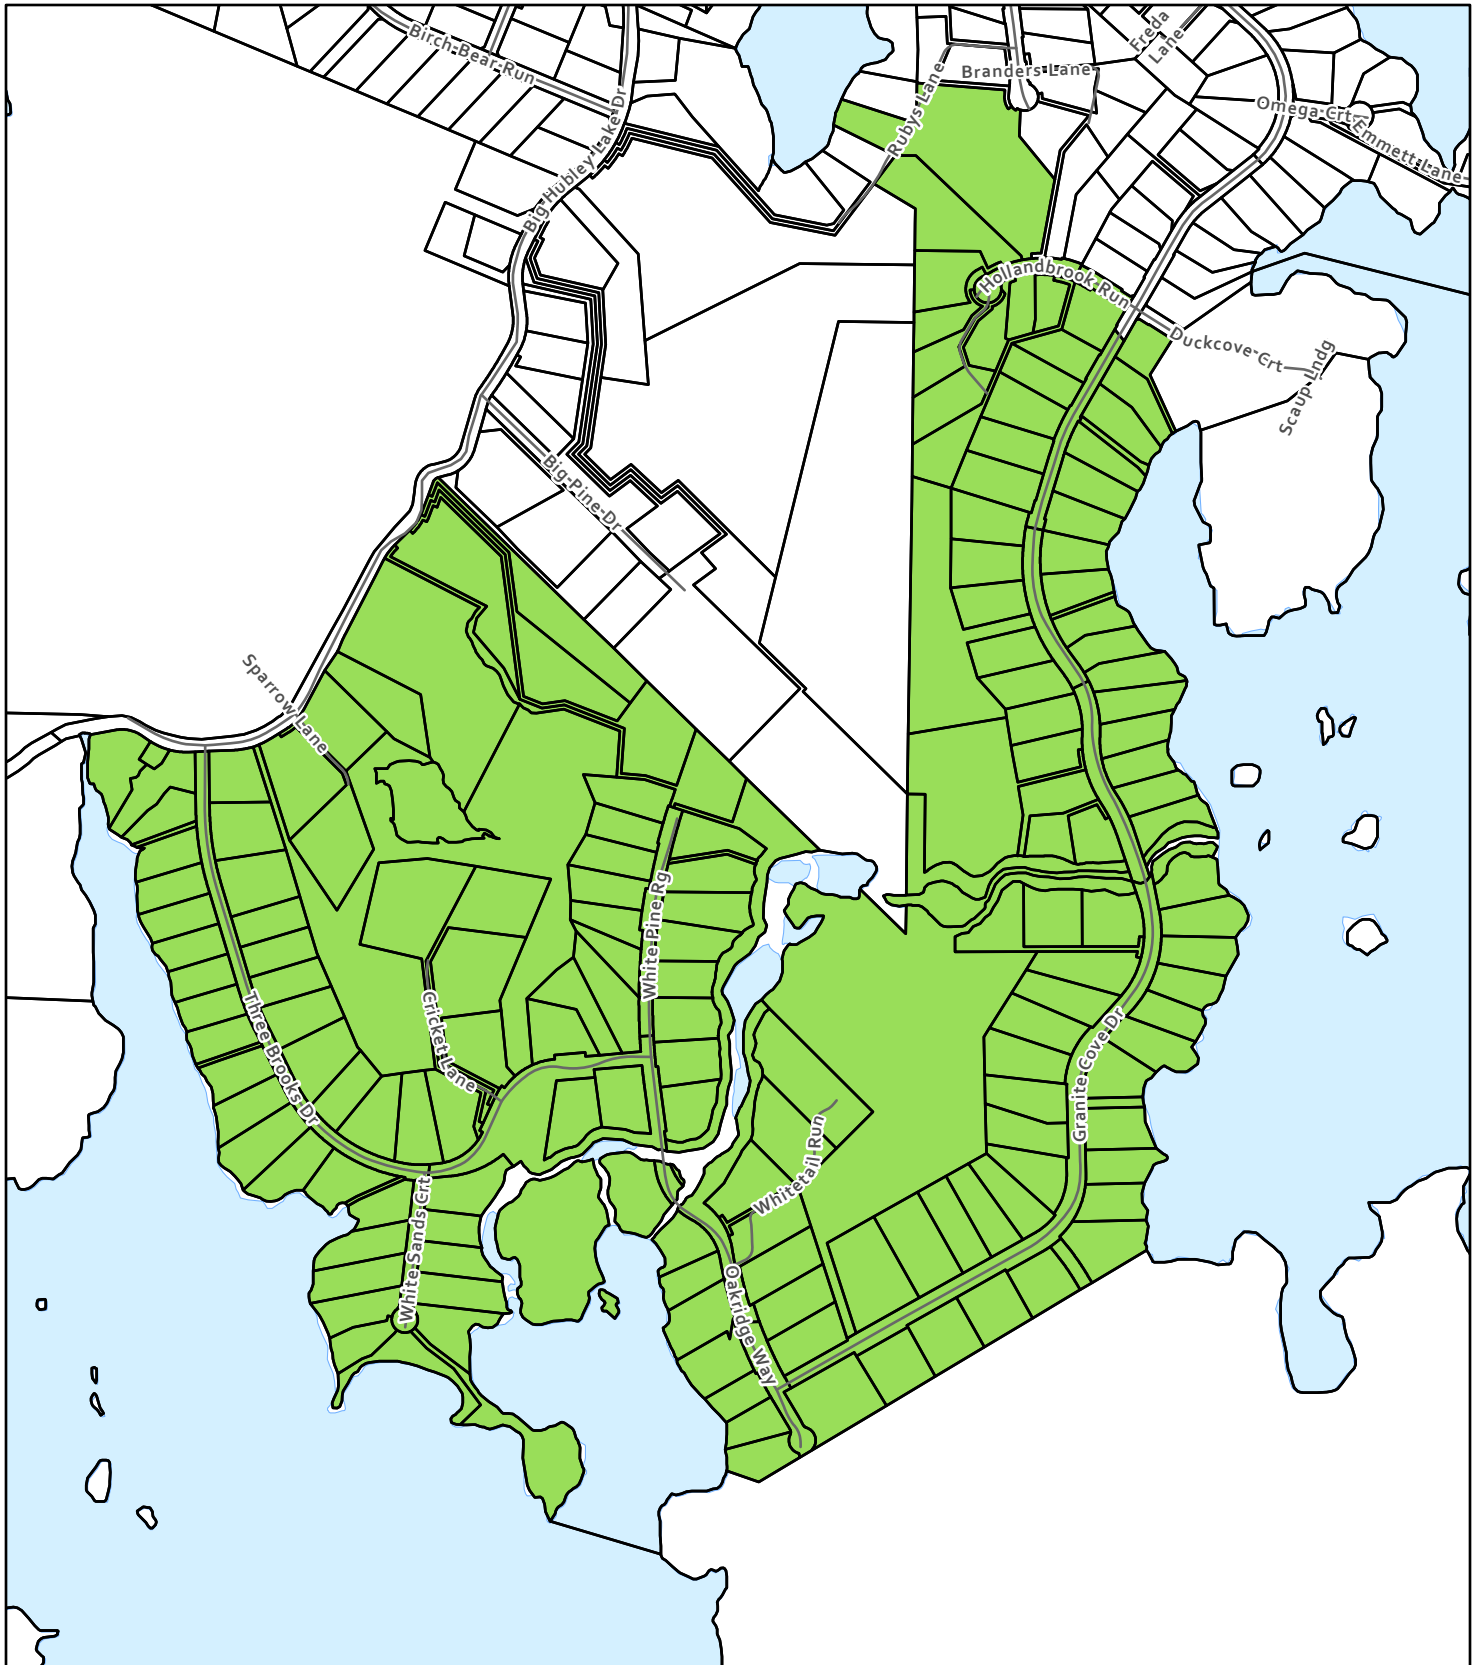 Birch Bear Run
Freda
Lane
Branders Lane
Rubys Lane
Omega Crt
Emmett Lane
Big Hubley Lake Dr
Hollandbrook Run
Duckcove Crt
Scaup Lndg
Big Pine Dr
Sparrow Lane
White Pine Rg
Three Brooks Dr
Cricket Lane
Granite Cove Dr
Whitetail Run
White Sands Crt
Oakridge Way